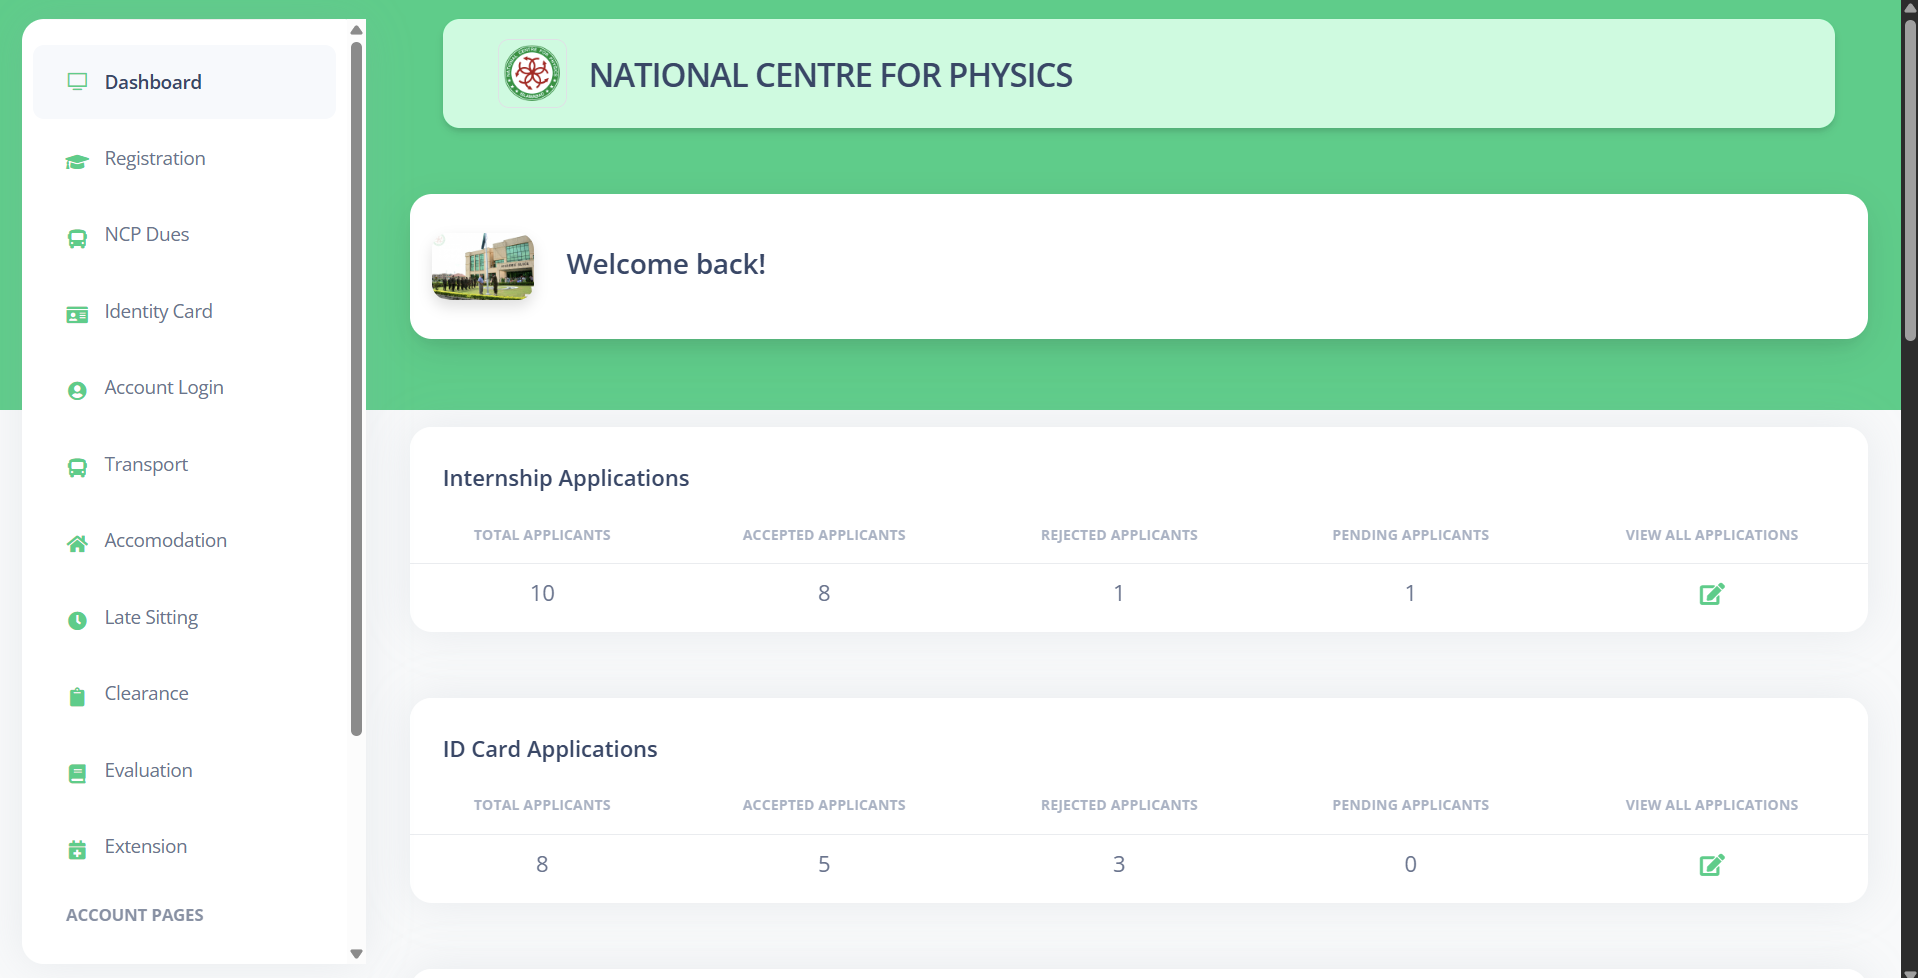 Dashboard
Registration
NCP Dues
Identity Card
Account Login
Transport
Accomodation
Late Sitting
Clearance
Evaluation
Extension
ACCOUNT PAGES
NATIONAL CENTRE FOR PHYSICS
Welcome back!
Internship Applications
TOTAL APPLICANTS ACCEPTED APPLICANTS REJECTED APPLICANTS PENDING APPLICANTS VIEW ALL APPLICATIONS
10 8 1 1
ID Card Applications
TOTAL APPLICANTS ACCEPTED APPLICANTS REJECTED APPLICANTS PENDING APPLICANTS VIEW ALL APPLICATIONS
8 5 3 0